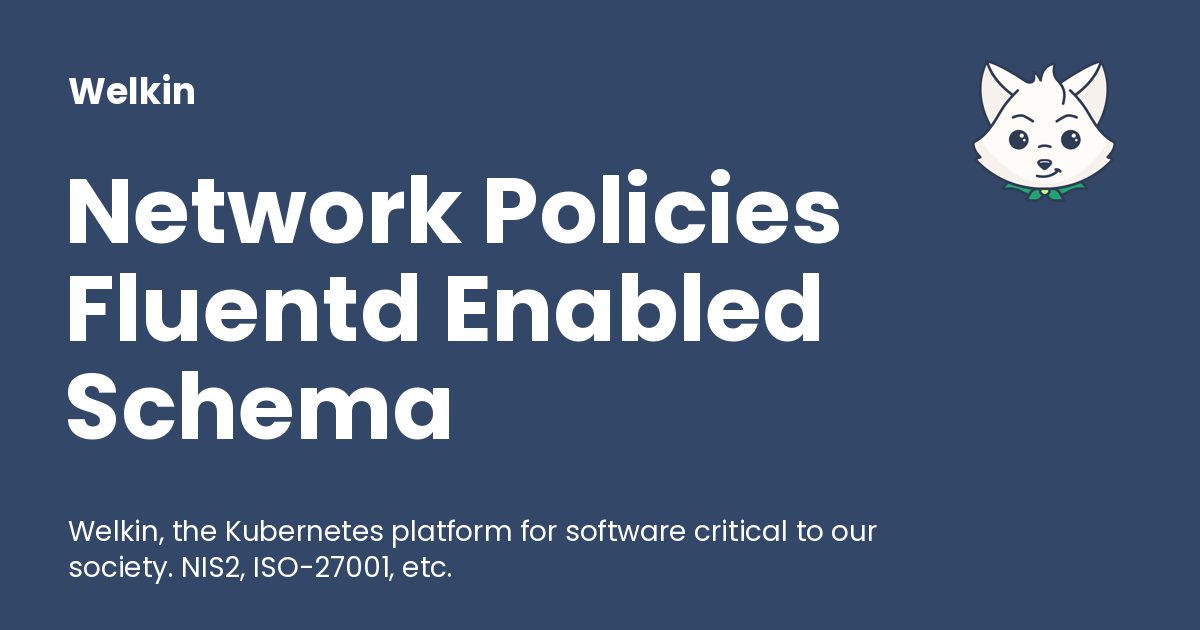 Welkin
Network Policies
Fluentd Enabled
Schema
Welkin, the Kubernetes platform for software critical to our
society. NIS2, ISO-27001, etc.